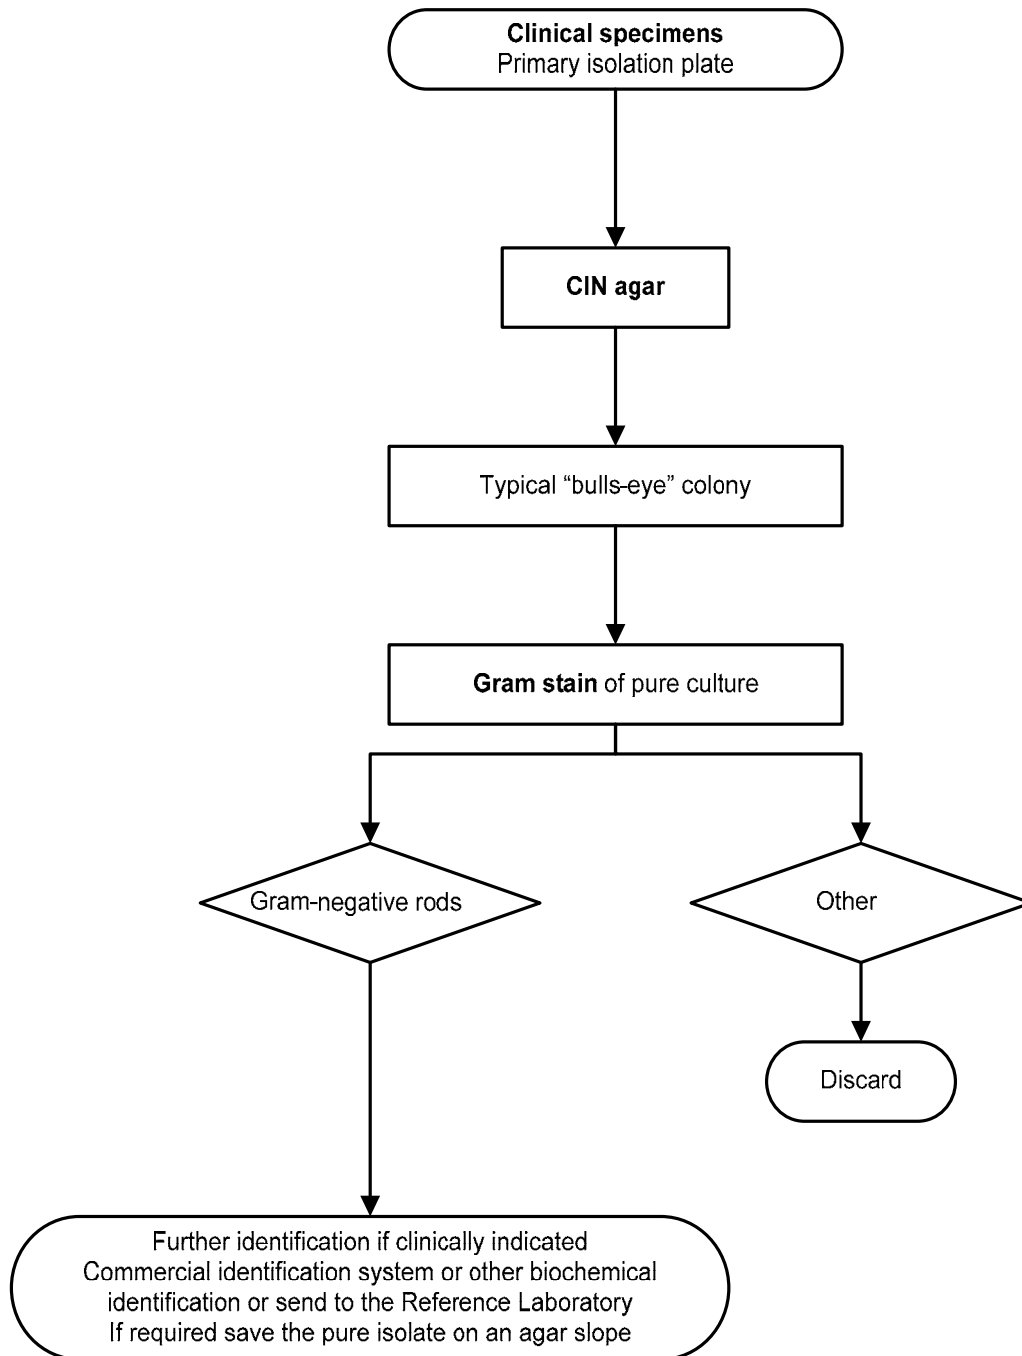 Clinical specimens
Primary isolation plate
CIN agar
Typical “bulls-eye” colony
Gram stain of pure culture
Gram-negative rods
Other
Discard
Further identification if clinically indicated
Commercial identification system or other biochemical
identification or send to the Reference Laboratory
If required save the pure isolate on an agar slope